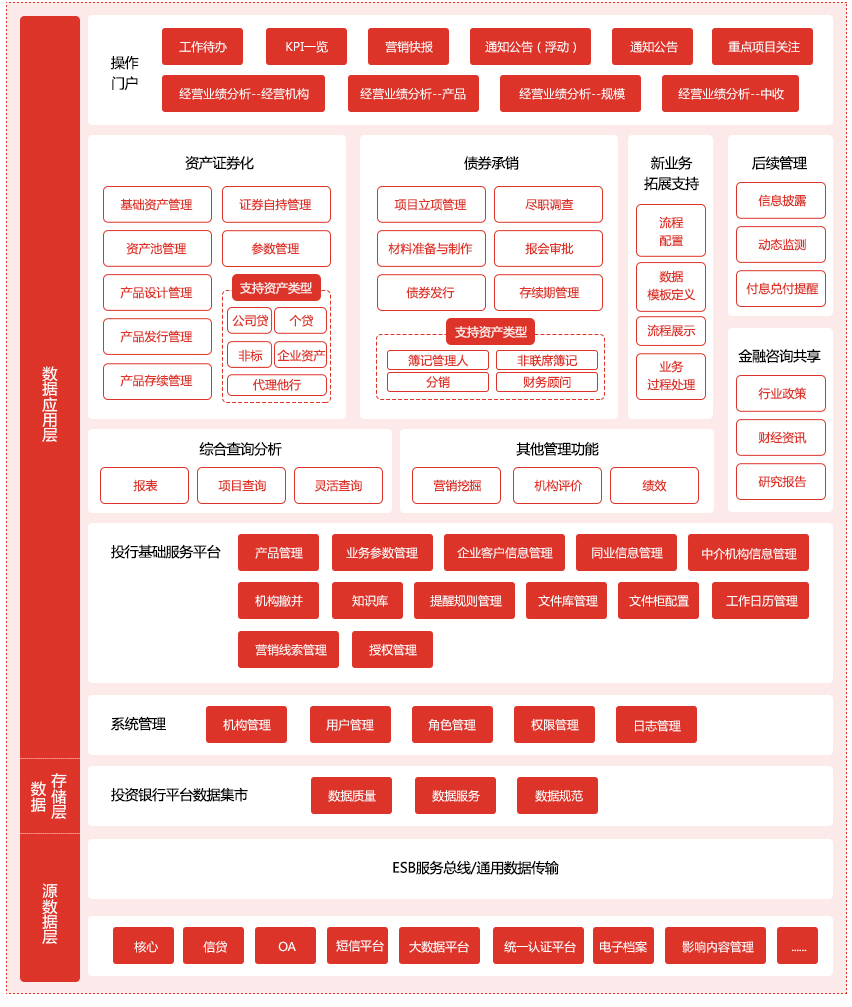 数据应用层
操作
门户
工作待办
KPI一览
营销快报
通知公告（浮动）
通知公告
重点项目关注
经营业绩分析--经营机构
经营业绩分析--产品
经营业绩分析--规模
经营业绩分析--中收
资产证券化
基础资产管理
证券自持管理
资产池管理
参数管理
产品设计管理
产品发行管理
产品存续管理
支持资产类型
公司贷
个贷
非标
企业资产
代理他行
债券承销
项目立项管理
尽职调查
材料准备与制作
报会审批
债券发行
存续期管理
支持资产类型
簿记管理人
非联席簿记
分销
财务顾问
新业务
拓展支持
流程
配置
数据
模板定义
流程展示
业务
过程处理
后续管理
信息披露
动态监测
付息兑付提醒
金融咨询共享
行业政策
财经资讯
研究报告
综合查询分析
报表
项目查询
灵活查询
其他管理功能
营销挖掘
机构评价
绩效
投行基础服务平台
产品管理
业务参数管理
企业客户信息管理
同业信息管理
中介机构信息管理
机构撤并
知识库
提醒规则管理
文件库管理
文件柜配置
工作日历管理
营销线索管理
授权管理
系统管理
机构管理
用户管理
角色管理
权限管理
日志管理
数据
存储层
投资银行平台数据集市
数据质量
数据服务
数据规范
源数据层
ESB服务总线/通用数据传输
核心
信贷
OA
短信平台
大数据平台
统一认证平台
电子档案
影响内容管理
......